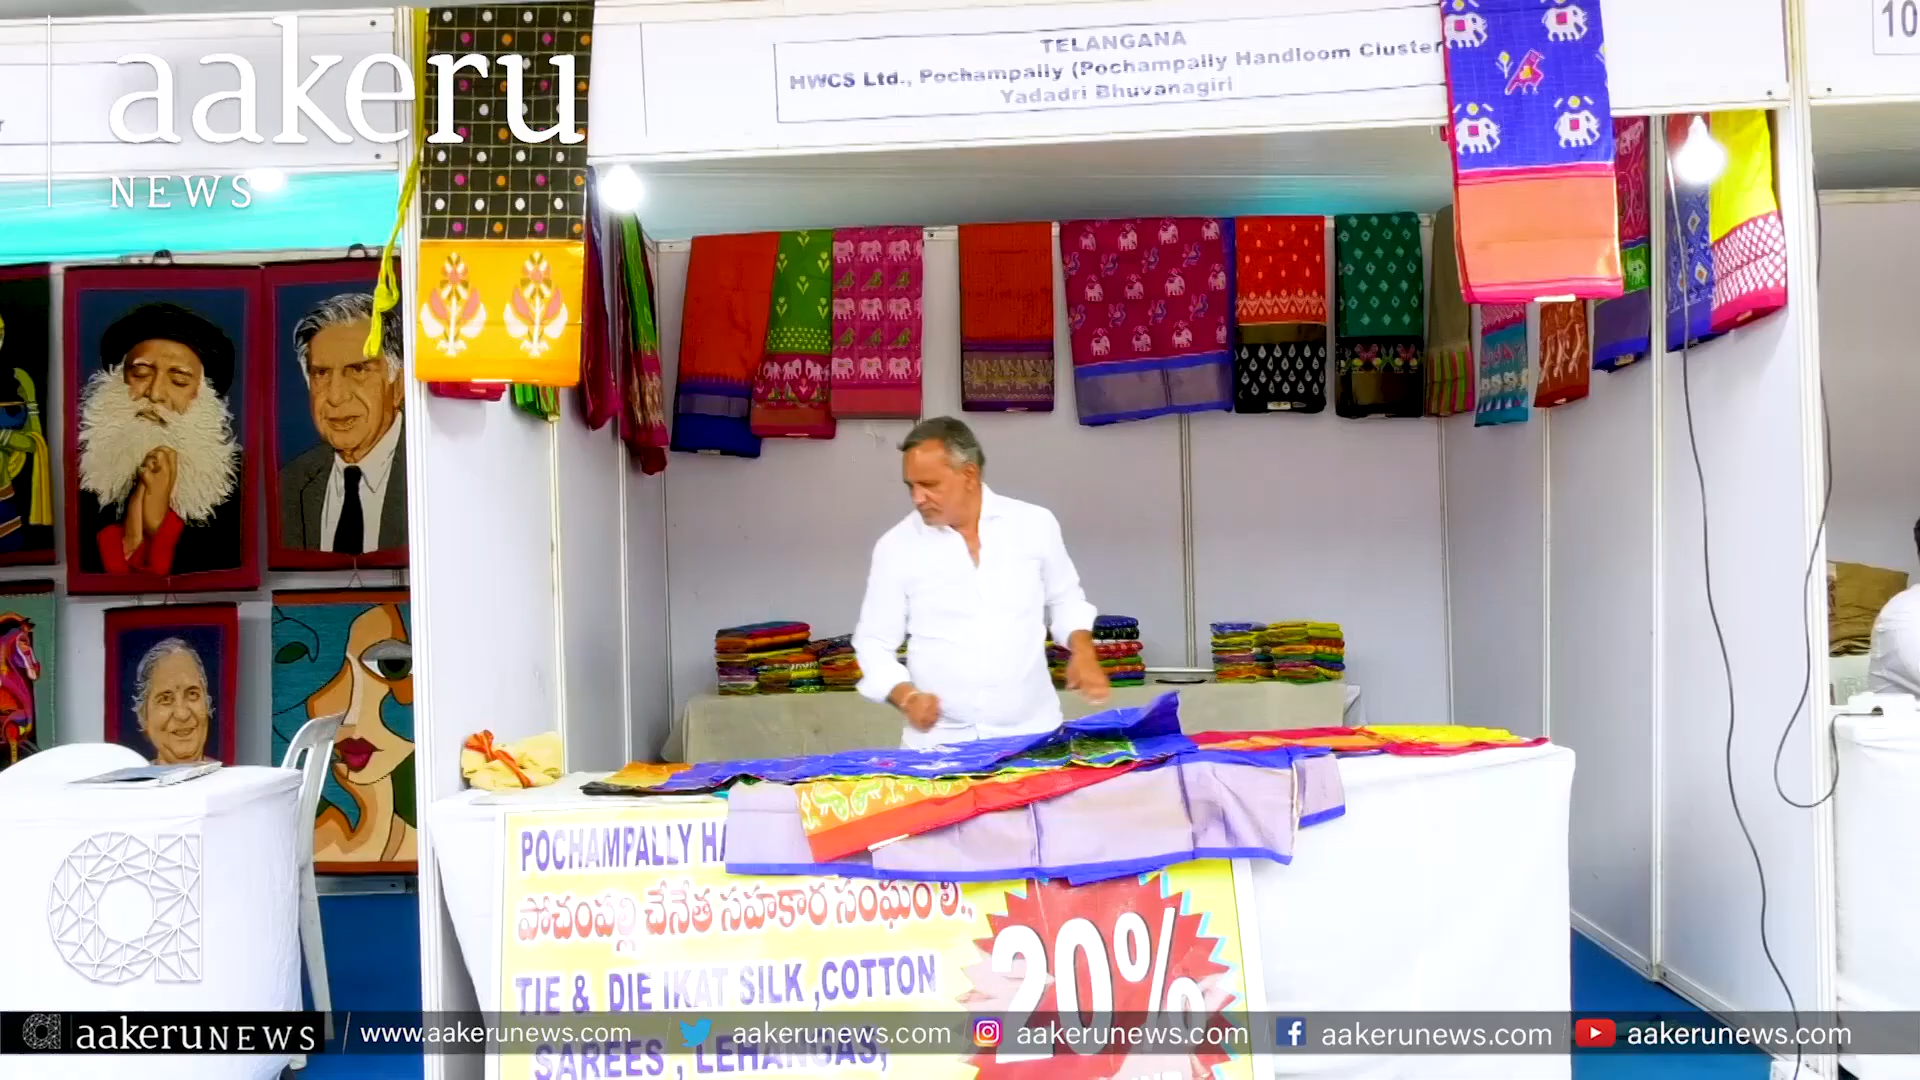 aakeru
NEWS
TELANGANA
HWCS Ltd., Pochampally (Pochampally Handloom Cluster
Yadadri Bhuvanagiri
10
POCHAMPALLY HA
పోచంపల్లి చేనేత సహకార సంఘం లి..
TIE & DIE IKAT SILK ,COTTON
SAREES , LEHANGAS,
20%
aakeruNEWS
www.aakerunews.com
aakerunews.com
aakerunews.com
aakerunews.com
aakerunews.com